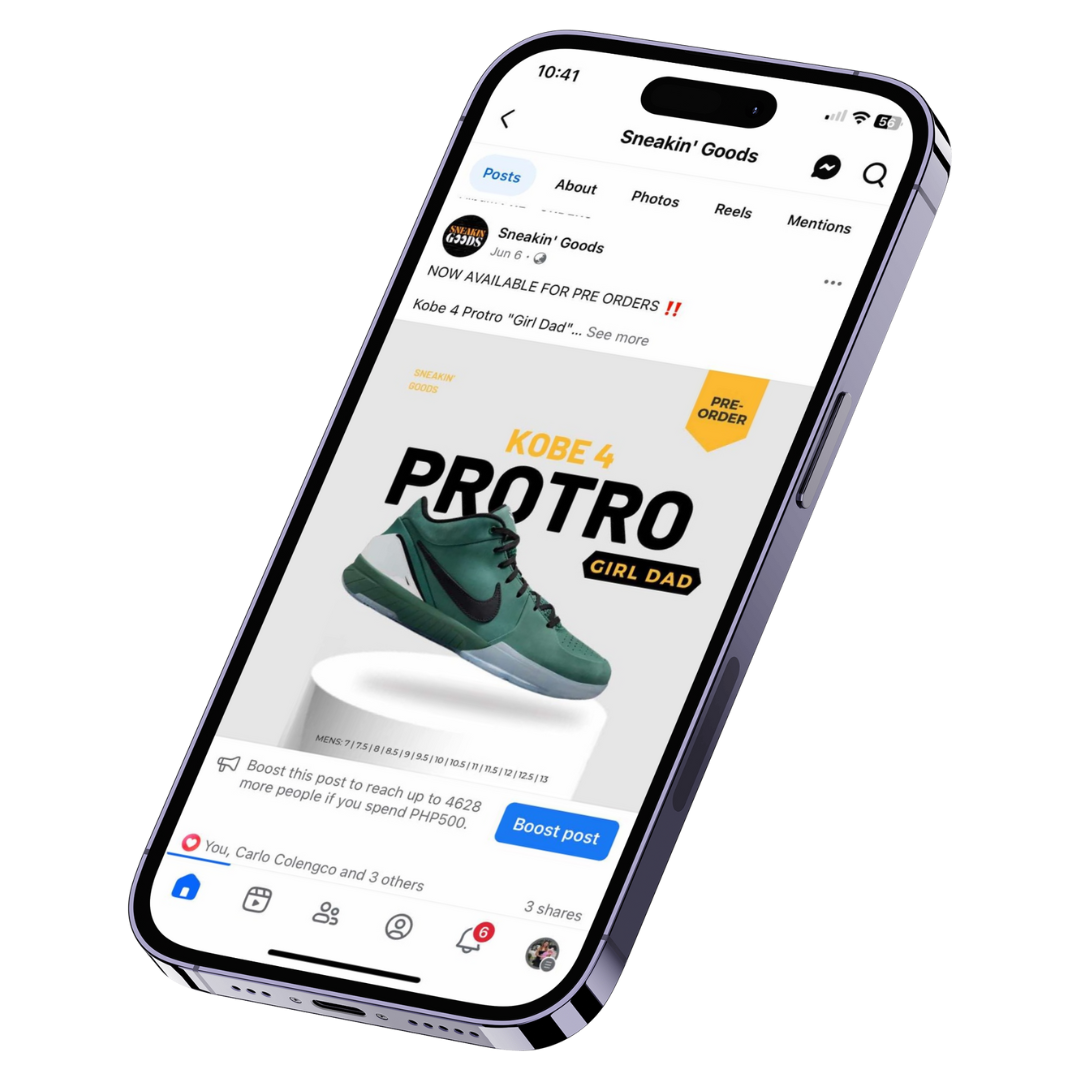 10:41
56
Sneakin' Goods
Posts
About
Photos
Reels
Mentions
SNEAKIN
GOODS
Sneakin' Goods
Jun 6 ·
NOW AVAILABLE FOR PRE ORDERS ‼️
Kobe 4 Protro "Girl Dad"... See more
SNEAKIN'
GOODS
PRE-
ORDER
KOBE 4
PROTRO
GIRL DAD
MENS: 7 | 7.5 | 8 | 8.5 | 9 | 9.5 | 10 | 10.5 | 11 | 11.5 | 12 | 12.5 | 13
Boost this post to reach up to 4628
more people if you spend PHP500.
Boost post
You, Carlo Colengco and 3 others
3 shares
6